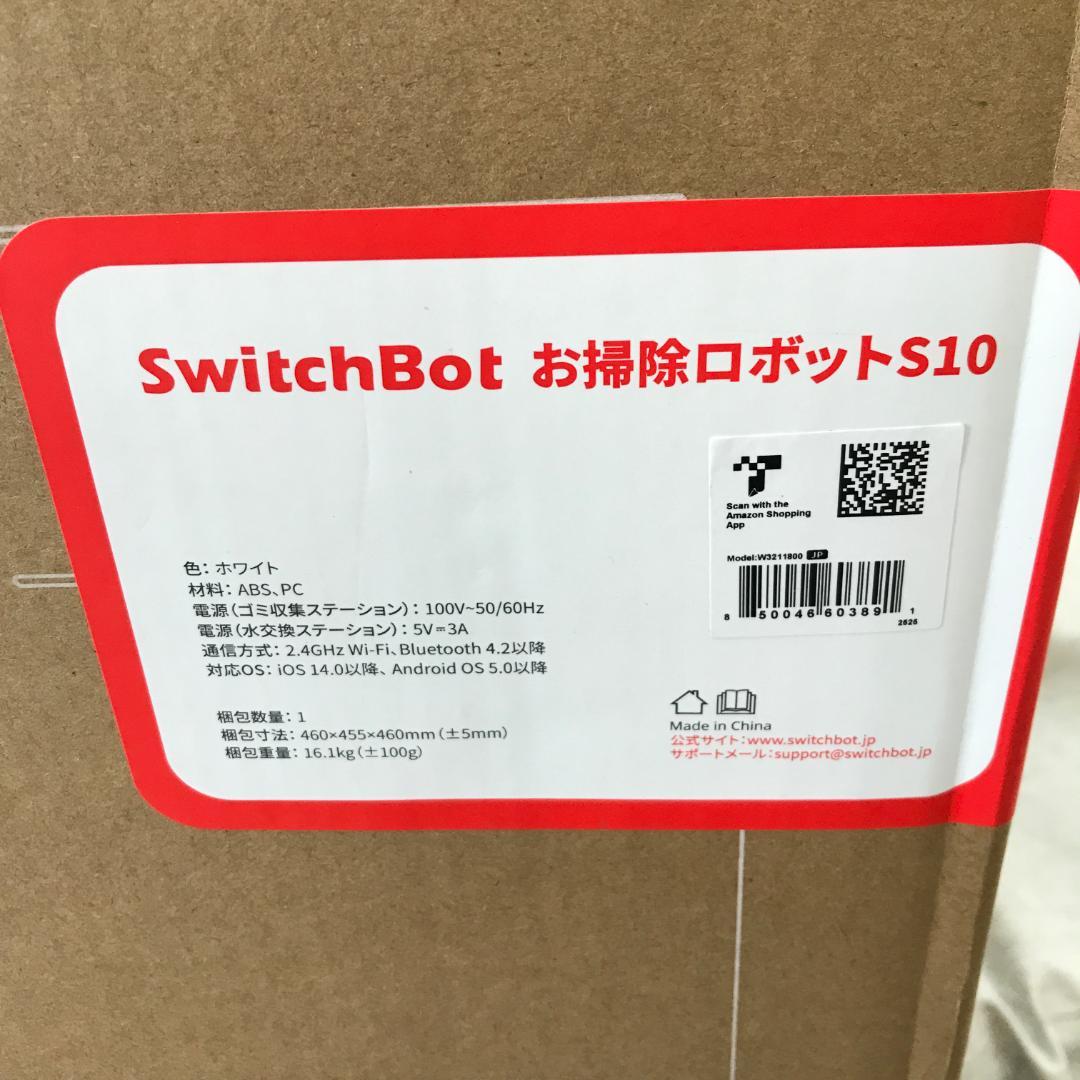 SwitchBot お掃除ロボットS10
Scan with the
Amazon Shopping
App
Model:W3211800 JP
8 50046 60389 1
2525
色：ホワイト
材料：ABS、PC
電源（ゴミ収集ステーション）：100V~50/60Hz
電源（水交換ステーション）：5V⎓3A
通信方式：2.4GHz Wi-Fi、Bluetooth 4.2以降
対応OS：iOS 14.0以降、Android OS 5.0以降
梱包数量：1
梱包寸法：460×455×460mm（±5mm）
梱包重量：16.1kg（±100g）
Made in China
公式サイト：www.switchbot.jp
サポートメール：support@switchbot.jp